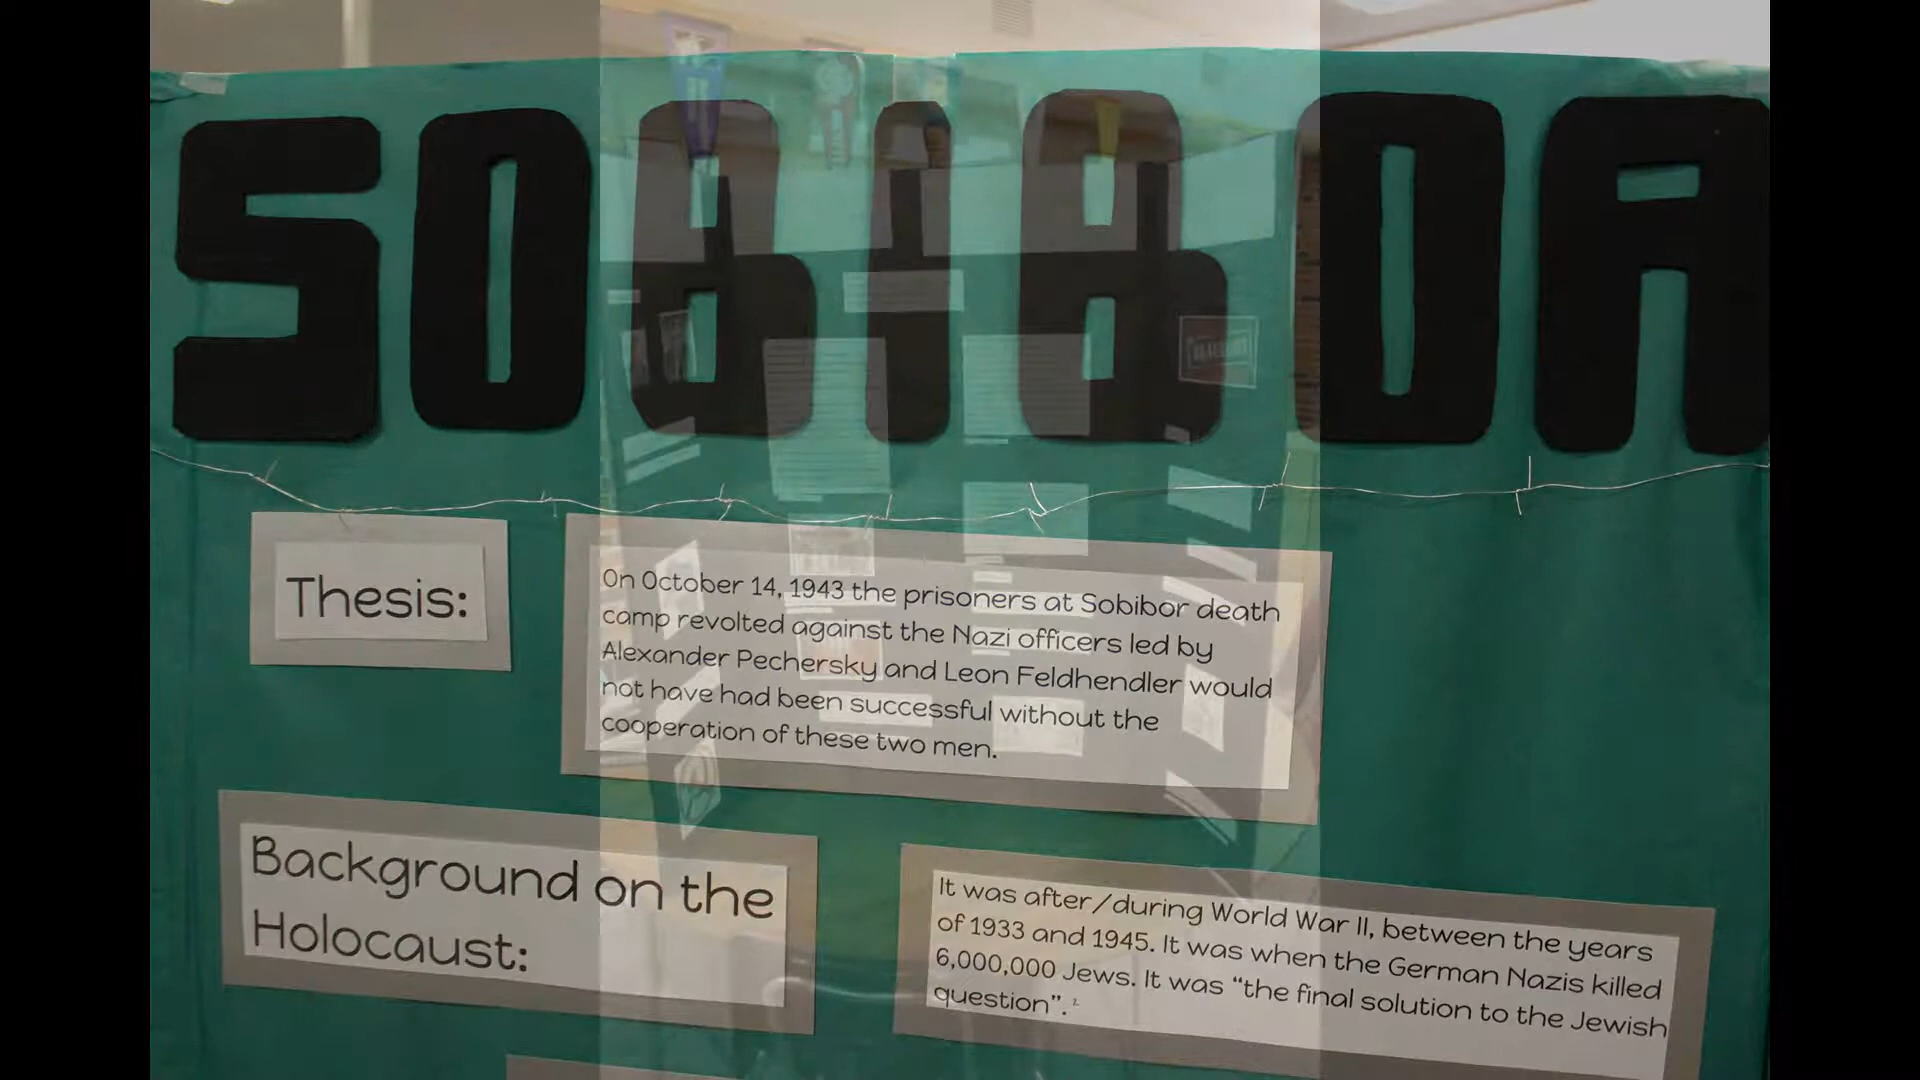 SOBIBOR
Thesis:
On October 14, 1943 the prisoners at Sobibor death
camp revolted against the Nazi officers led by
Alexander Pechersky and Leon Feldhendler would
not have had been successful without the
cooperation of these two men.
Background on the
Holocaust:
It was after/during World War II, between the years
of 1933 and 1945. It was when the German Nazis killed
6,000,000 Jews. It was “the final solution to the Jewish
question”. ²